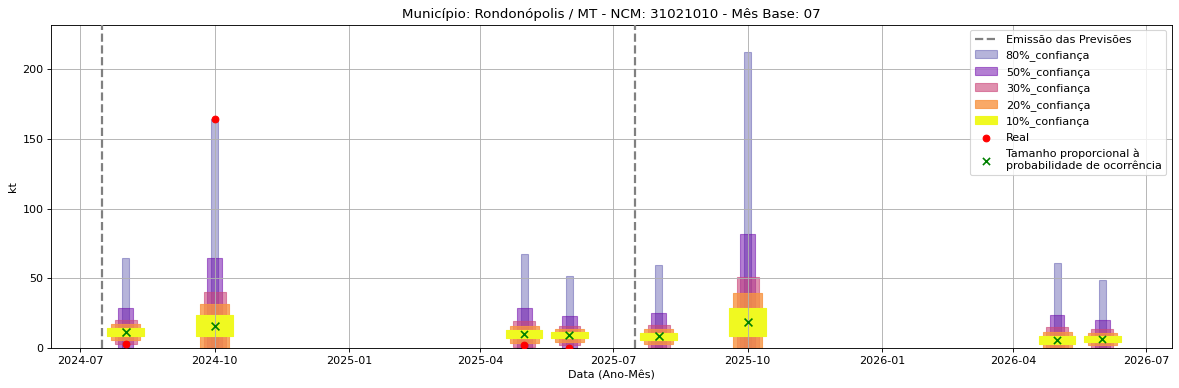 Município: Rondonópolis / MT - NCM: 31021010 - Mês Base: 07
Emissão das Previsões
80%_confiança
50%_confiança
30%_confiança
20%_confiança
10%_confiança
Real
Tamanho proporcional à
probabilidade de ocorrência
kt
200
150
100
50
0
2024-07
2024-10
2025-01
2025-04
2025-07
2025-10
2026-01
2026-04
2026-07
Data (Ano-Mês)